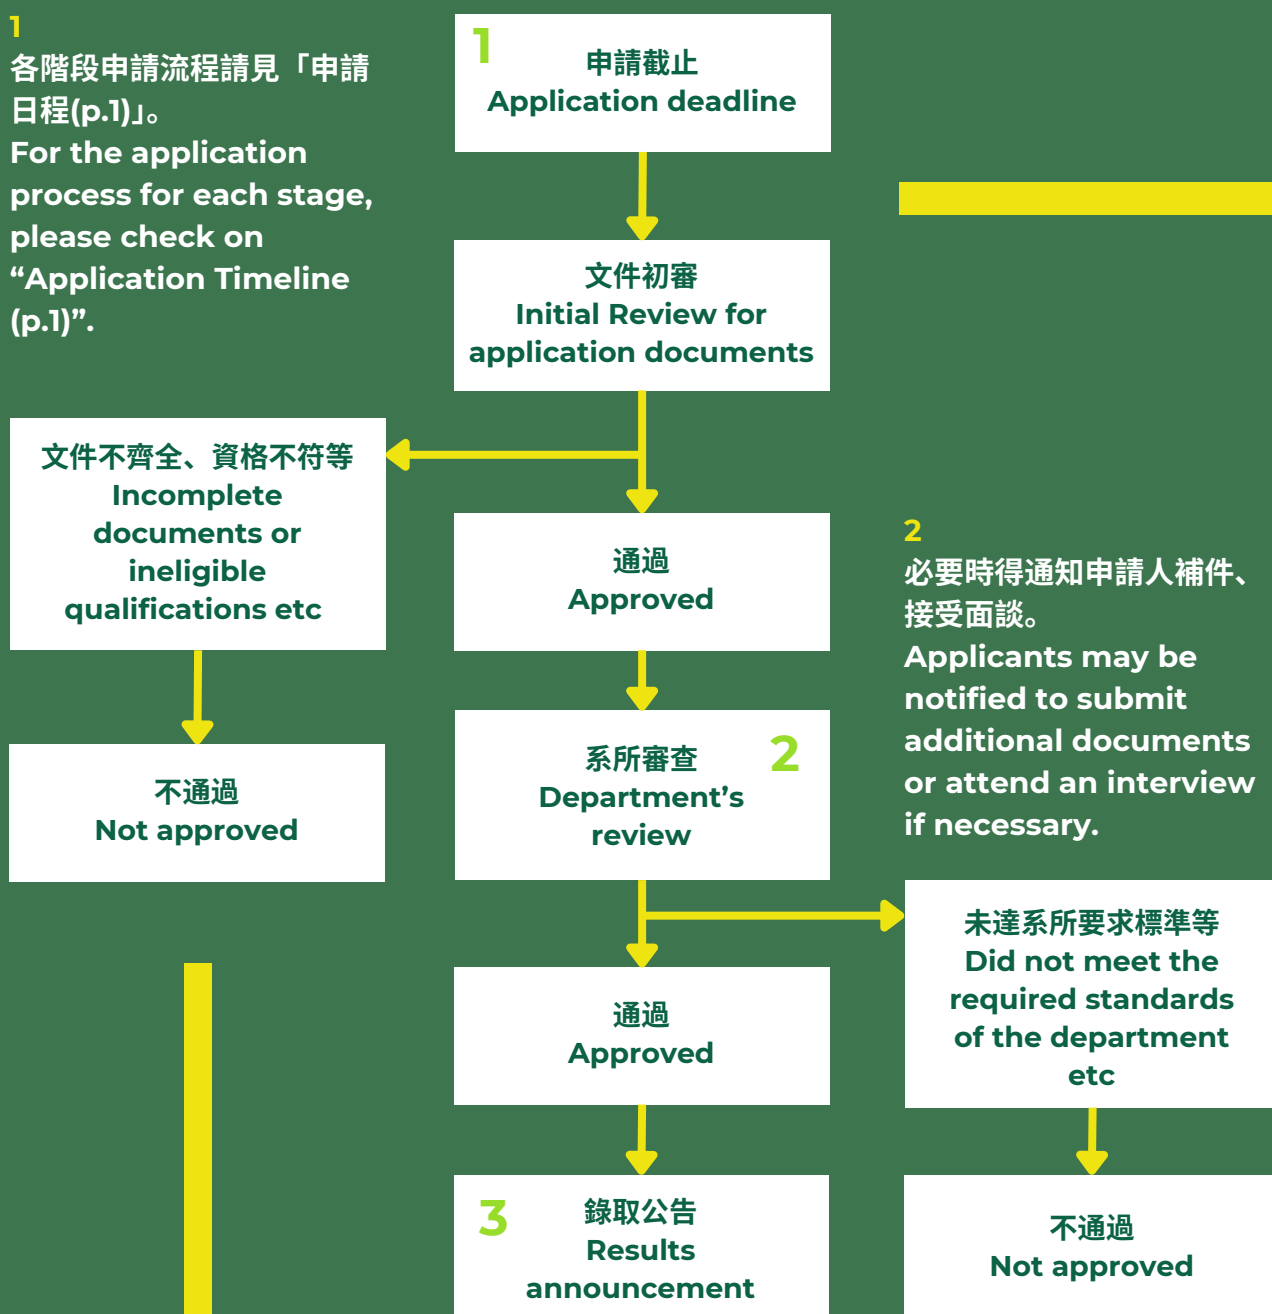 1
各階段申請流程請見「申請
日程(p.1)」。
For the application
process for each stage,
please check on
“Application Timeline
(p.1)”.
1
申請截止
Application deadline
文件初審
Initial Review for
application documents
文件不齊全、資格不符等
Incomplete
documents or
ineligible
qualifications etc
不通過
Not approved
通過
Approved
2
系所審查
Department’s
review
2
必要時得通知申請人補件、
接受面談。
Applicants may be
notified to submit
additional documents
or attend an interview
if necessary.
未達系所要求標準等
Did not meet the
required standards
of the department
etc
不通過
Not approved
通過
Approved
3
錄取公告
Results
announcement